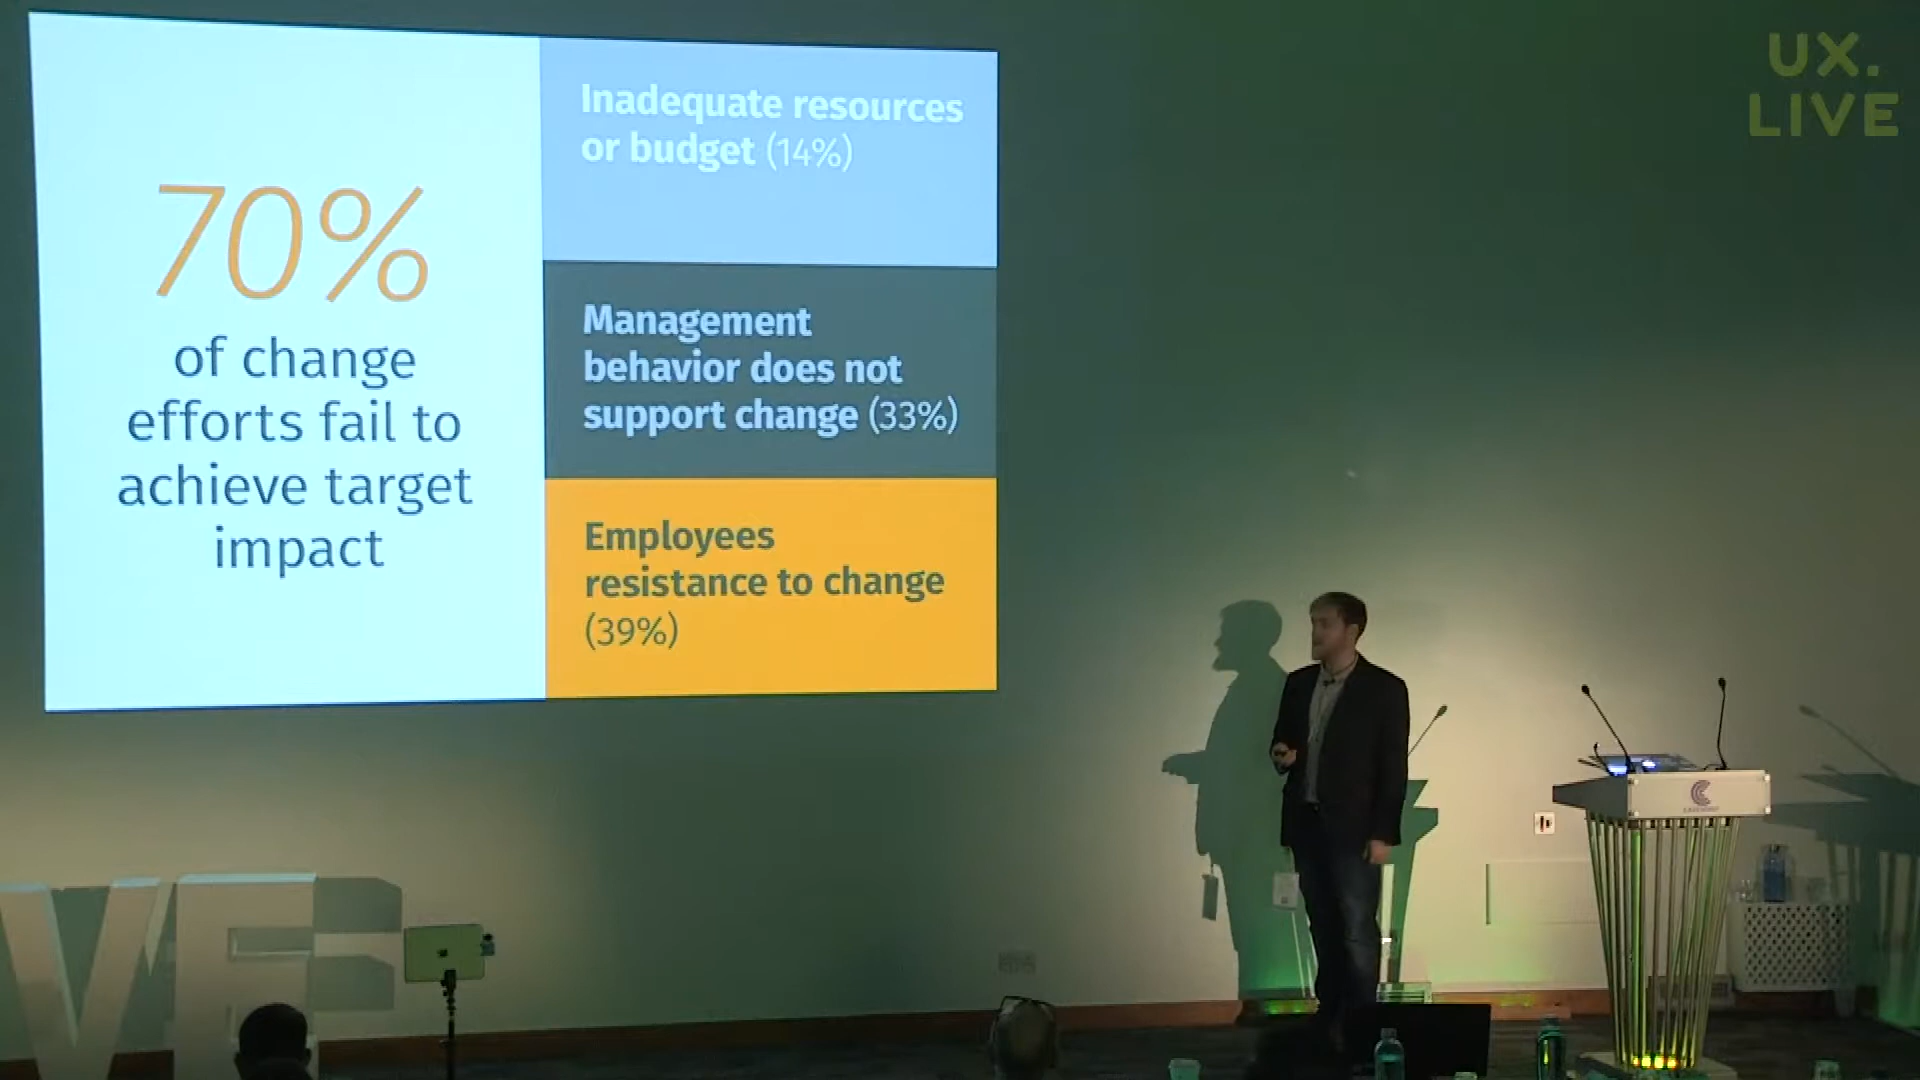 70%
of change
efforts fail to
achieve target
impact
Inadequate resources
or budget (14%)
Management
behavior does not
support change (33%)
Employees
resistance to change
(39%)
UX.
LIVE
VE